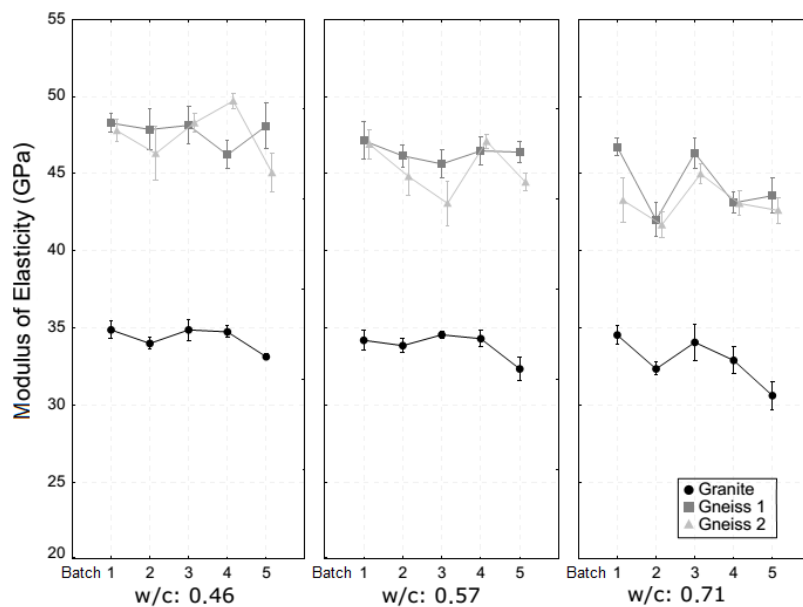 Modulus of Elasticity (GPa)
55
50
45
40
35
30
25
20
Granite
Gneiss 1
Gneiss 2
Batch 1 2 3 4 5 Batch 1 2 3 4 5 Batch 1 2 3 4 5
w/c: 0.46 w/c: 0.57 w/c: 0.71